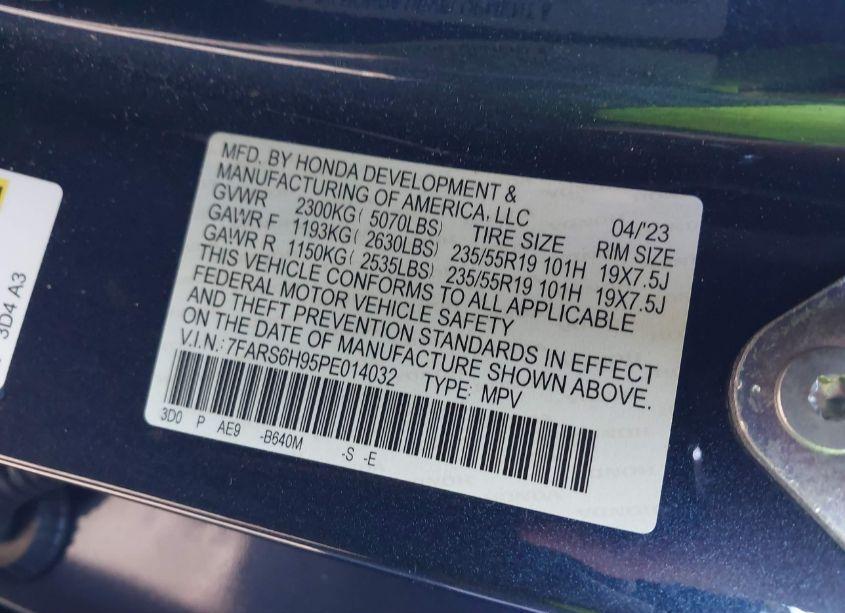 MFD. BY HONDA DEVELOPMENT &
MANUFACTURING OF AMERICA, LLC 04/'23
GVWR 2300KG( 5070LBS) TIRE SIZE RIM SIZE
GAWR F 1193KG( 2630LBS) 235/55R19 101H 19X7.5J
GAWR R 1150KG( 2535LBS) 235/55R19 101H 19X7.5J
THIS VEHICLE CONFORMS TO ALL APPLICABLE
FEDERAL MOTOR VEHICLE SAFETY
AND THEFT PREVENTION STANDARDS IN EFFECT
ON THE DATE OF MANUFACTURE SHOWN ABOVE.
V.I.N.: 7FARS6H95PE014032 TYPE: MPV
3D0 P AE9 -B640M -S -E
3D4 A3